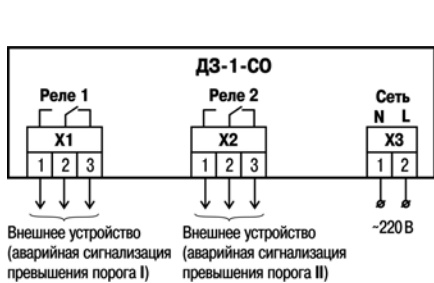 ДЗ-1-СО
Реле 1
Реле 2
Сеть
N L
X1
X2
X3
1 2 3
1 2 3
1 2
Внешнее устройство
(аварийная сигнализация
превышения порога I)
Внешнее устройство
(аварийная сигнализация
превышения порога II)
~220 В